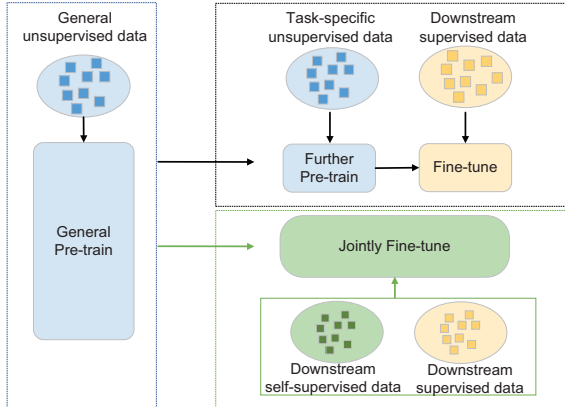 General
unsupervised data
Task-specific
unsupervised data
Downstream
supervised data
General
Pre-train
Further
Pre-train
Fine-tune
Jointly Fine-tune
Downstream
self-supervised data
Downstream
supervised data